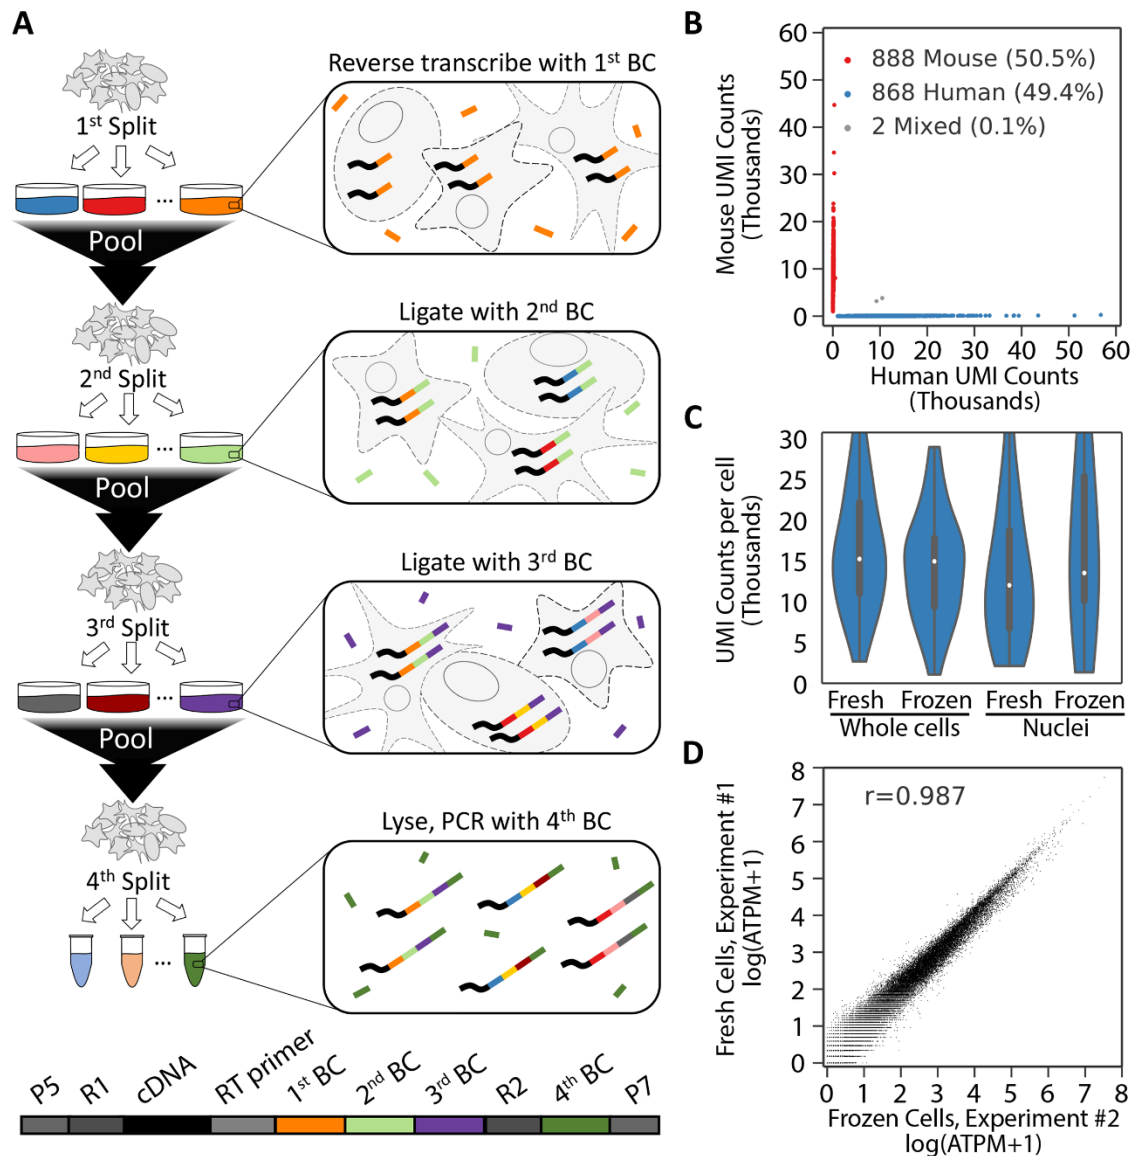 A
1st Split
...
Pool
2nd Split
...
Pool
3rd Split
...
Pool
4th Split
...
Reverse transcribe with 1st BC
Ligate with 2nd BC
Ligate with 3rd BC
Lyse, PCR with 4th BC
P5 R1 cDNA RT primer 1st BC 2nd BC 3rd BC R2 4th BC P7
B
Mouse UMI Counts
(Thousands)
60
50
40
30
20
10
0
888 Mouse (50.5%)
868 Human (49.4%)
2 Mixed (0.1%)
0 10 20 30 40 50 60
Human UMI Counts
(Thousands)
C
UMI Counts per cell
(Thousands)
30
25
20
15
10
5
0
Fresh Frozen Fresh Frozen
Whole cells Nuclei
D
Fresh Cells, Experiment #1
log(ATPM+1)
8
7
6
5
4
3
2
1
0
r=0.987
0 1 2 3 4 5 6 7 8
Frozen Cells, Experiment #2
log(ATPM+1)